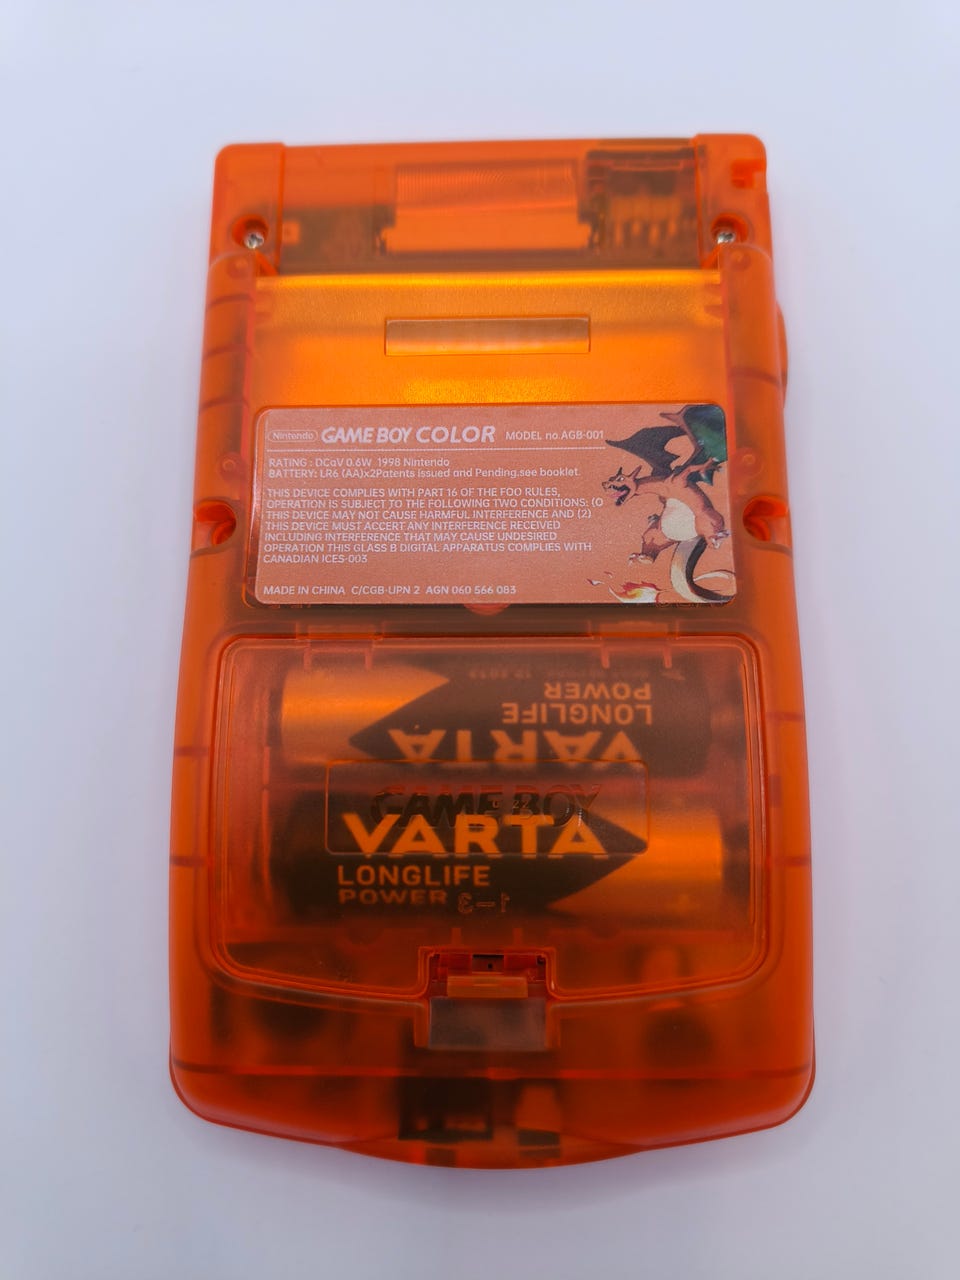 Nintendo GAME BOY COLOR MODEL no.AGB-001
RATING : DCaV 0.6W 1998 Nintendo
BATTERY: LR6 (AA)x2Patents issued and Pending,see booklet.
THIS DEVICE COMPLIES WITH PART 16 OF THE FOO RULES,
OPERATION IS SUBJECT TO THE FOLLOWING TWO CONDITIONS: (O
THIS DEVICE MAY NOT CAUSE HARMFUL INTERFERENCE AND (2)
THIS DEVICE MUST ACCERT ANY INTERFERENCE RECEIVED
INCLUDING INTERFERENCE THAT MAY CAUSE UNDESIRED
OPERATION THIS GLASS B DIGITAL APPARATUS COMPLIES WITH
CANADIAN ICES-003
MADE IN CHINA C/CGB-UPN 2 AGN 060 566 083
VARTA
LONGLIFE
POWER
GAME BOY
VARTA
LONGLIFE
POWER
1-3